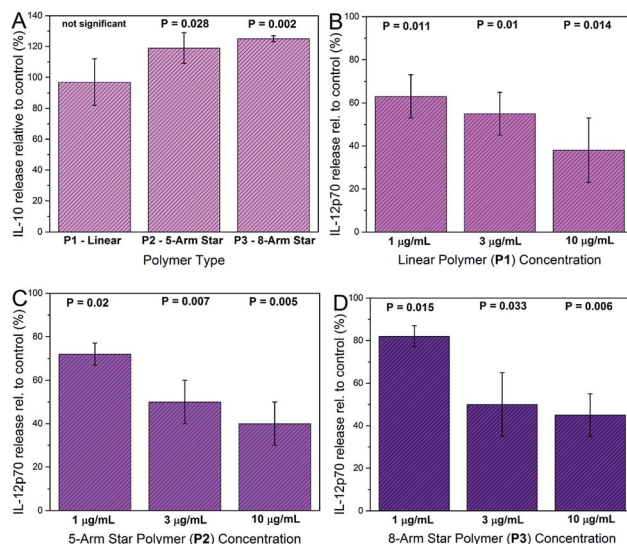 A
not significant P = 0.028 P = 0.002
140
120
100
80
60
40
20
0
IL-10 release relative to control (%)
P1 - Linear P2 - 5-Arm Star P3 - 8-Arm Star
Polymer Type
B
P = 0.011 P = 0.01 P = 0.014
100
80
60
40
20
0
IL-12p70 release rel. to control (%)
1 µg/mL 3 µg/mL 10 µg/mL
Linear Polymer (P1) Concentration
C
P = 0.02 P = 0.007 P = 0.005
100
80
60
40
20
0
IL-12p70 release rel. to control (%)
1 µg/mL 3 µg/mL 10 µg/mL
5-Arm Star Polymer (P2) Concentration
D
P = 0.015 P = 0.033 P = 0.006
100
80
60
40
20
0
IL-12p70 release rel. to control (%)
1 µg/mL 3 µg/mL 10 µg/mL
8-Arm Star Polymer (P3) Concentration